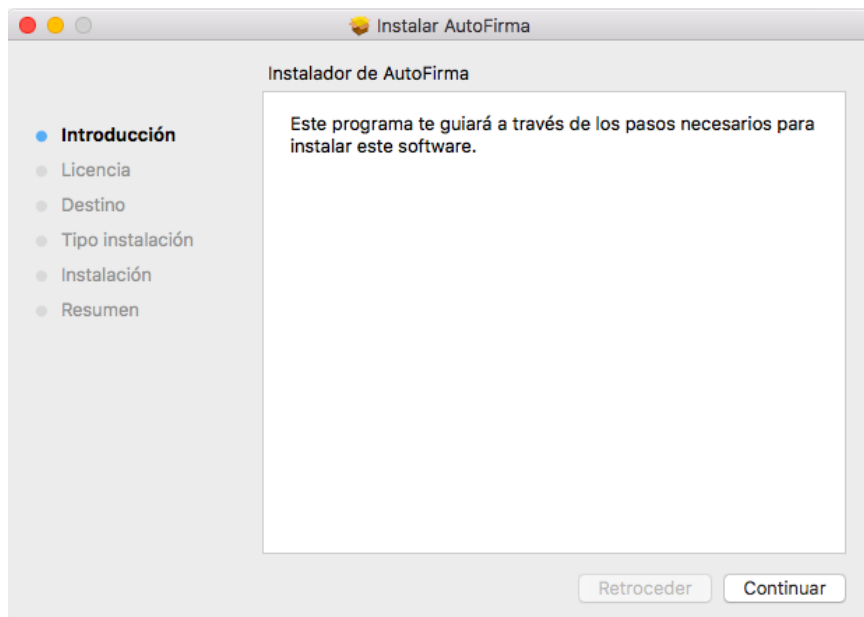 Instalar AutoFirma
Instalador de AutoFirma
Introducción
Licencia
Destino
Tipo instalación
Instalación
Resumen
Este programa te guiará a través de los pasos necesarios para
instalar este software.
Retroceder
Continuar